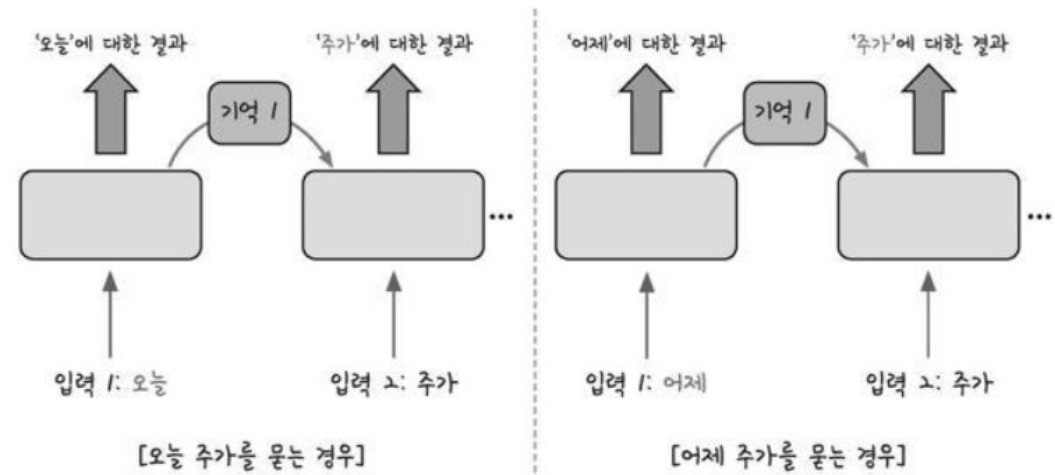 '오늘'에 대한 결과
'주가'에 대한 결과
기억 1
입력 1: 오늘
입력 2: 주가
[오늘 주가를 묻는 경우]
'어제'에 대한 결과
'주가'에 대한 결과
기억 1
입력 1: 어제
입력 2: 주가
[어제 주가를 묻는 경우]